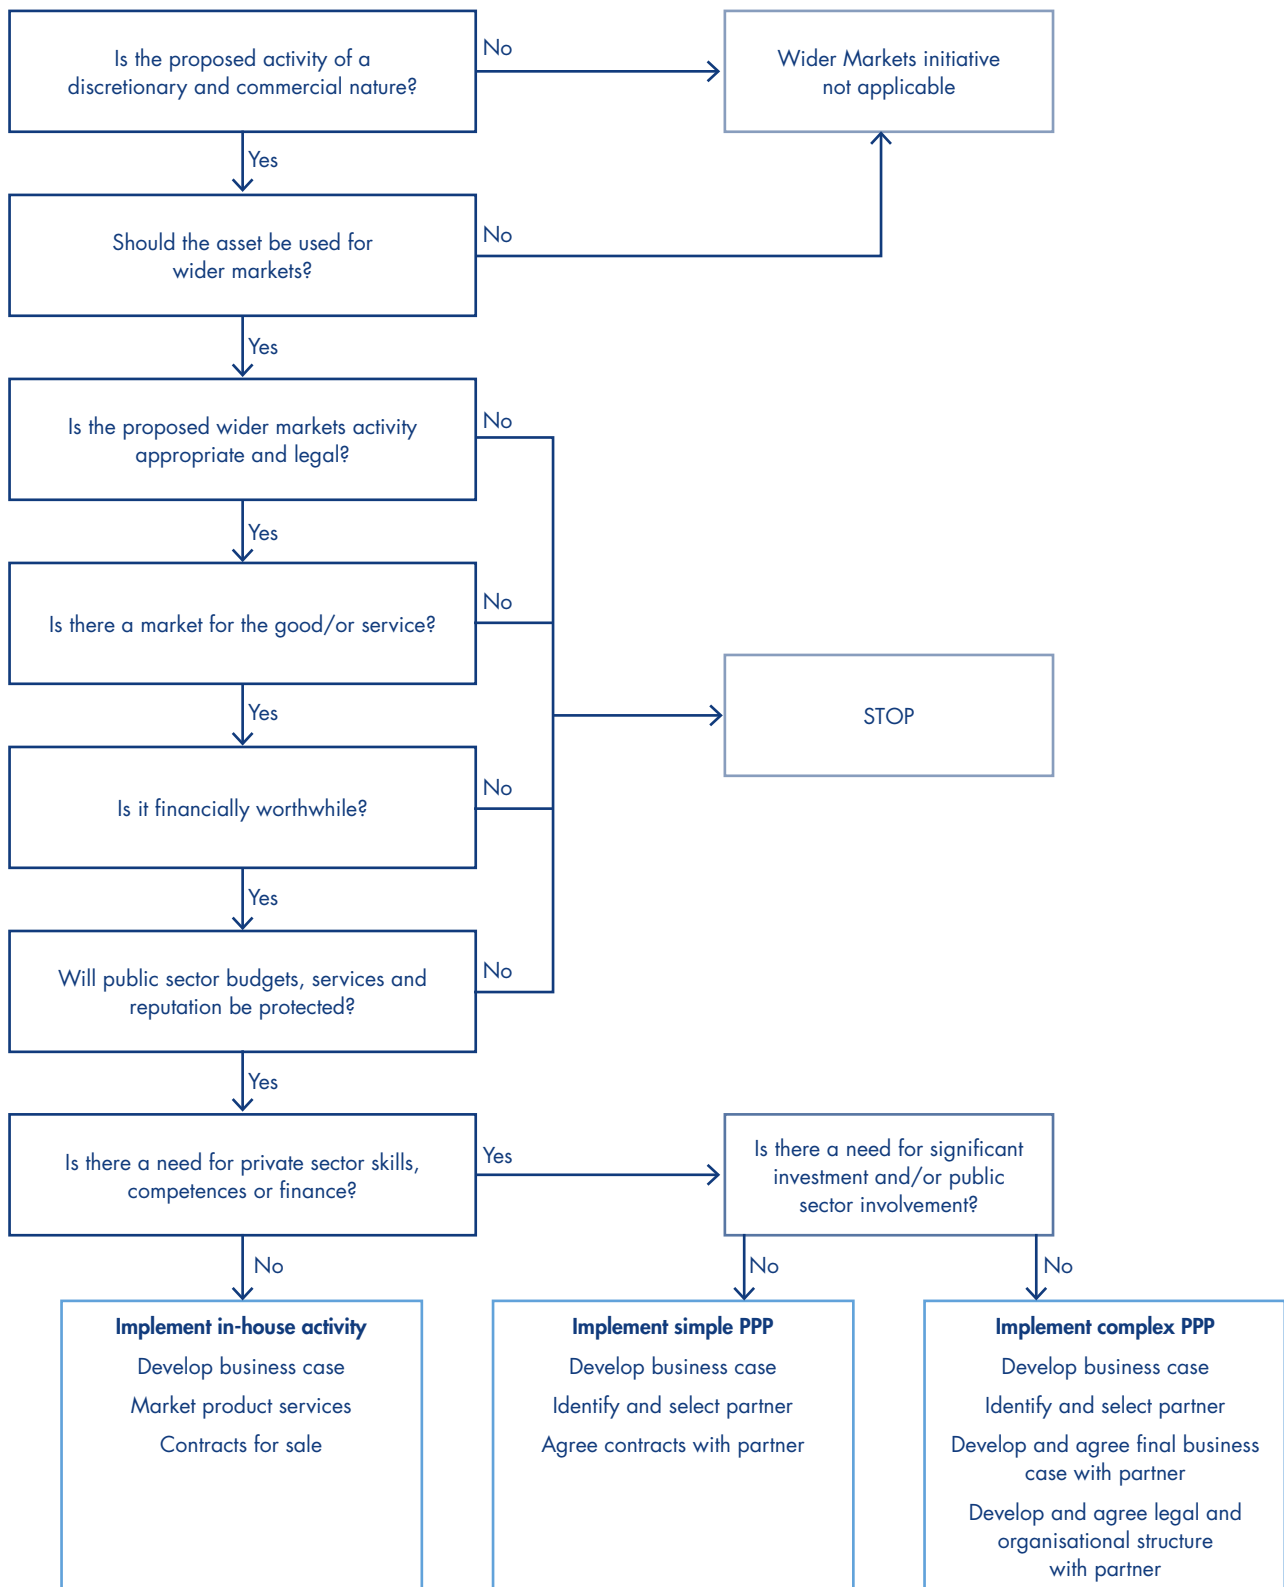 Is the proposed activity of a
discretionary and commercial nature?
No
Wider Markets initiative
not applicable
Yes
Should the asset be used for
wider markets?
No
Yes
Is the proposed wider markets activity
appropriate and legal?
No
Yes
Is there a market for the good/or service?
No
Yes
STOP
Is it financially worthwhile?
No
Yes
Will public sector budgets, services and
reputation be protected?
No
Yes
Is there a need for private sector skills,
competences or finance?
Yes
Is there a need for significant
investment and/or public
sector involvement?
No
No
No
Implement in-house activity
Develop business case
Market product services
Contracts for sale
Implement simple PPP
Develop business case
Identify and select partner
Agree contracts with partner
Implement complex PPP
Develop business case
Identify and select partner
Develop and agree final business
case with partner
Develop and agree legal and
organisational structure
with partner